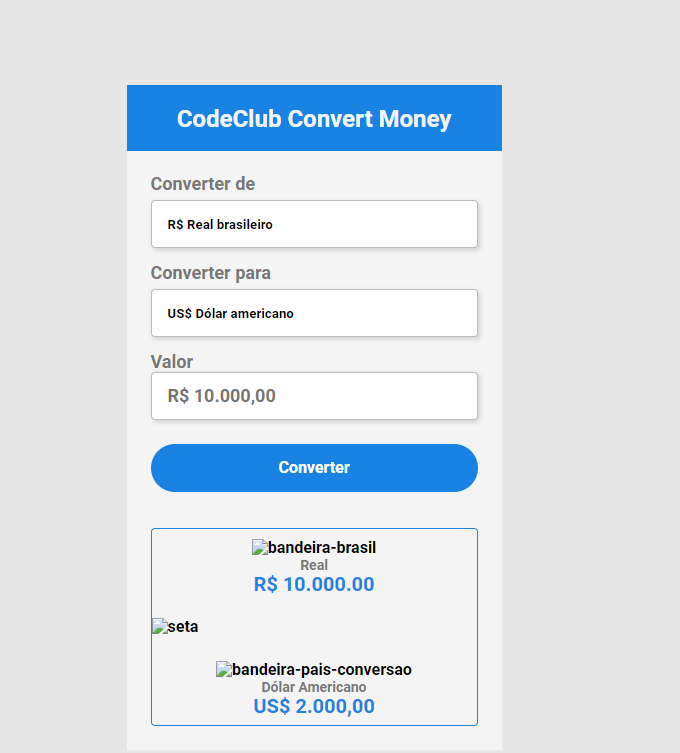 CodeClub Convert Money
Converter de
R$ Real brasileiro
Converter para
US$ Dólar americano
Valor
R$ 10.000,00
Converter
bandeira-brasil
Real
R$ 10.000.00
seta
bandeira-pais-conversao
Dólar Americano
US$ 2.000,00